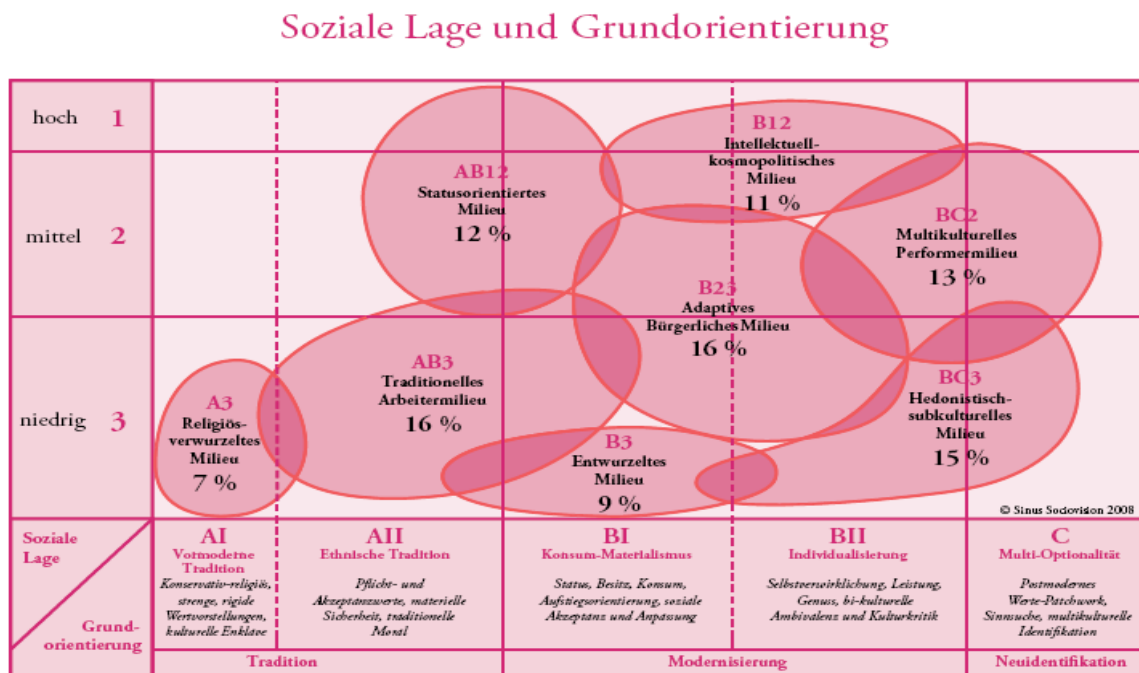 Soziale Lage und Grundorientierung
hoch 1
mittel 2
niedrig 3
AB12
Statusorientiertes
Milieu
12 %
B12
Intellektuell-
kosmopolitisches
Milieu
11 %
BC2
Multikulturelles
Performermilieu
13 %
B23
Adaptives
Bürgerliches Milieu
16 %
AB3
Traditionelles
Arbeitermilieu
16 %
A3
Religiös-
verwurzeltes
Milieu
7 %
B3
Entwurzeltes
Milieu
9 %
BC3
Hedonistisch-
subkulturelles
Milieu
15 %
© Sinus Sociovision 2008
Soziale
Lage
Grund-
orientierung
AI
Vormoderne
Tradition
Konservativ-religiös,
strenge, rigide
Wertvorstellungen,
kulturelle Enklave
AII
Ethnische Tradition
Pflicht- und
Akzeptanzwerte, materielle
Sicherheit, traditionelle
Moral
BI
Konsum-Materialismus
Status, Besitz, Konsum,
Aufstiegsorientierung, soziale
Akzeptanz und Anpassung
BII
Individualisierung
Selbstverwirklichung, Leistung,
Genuss, bi-kulturelle
Ambivalenz und Kulturkritik
C
Multi-Optionalität
Postmodernes
Werte-Patchwork,
Sinnsuche, multikulturelle
Identifikation
Tradition
Modernisierung
Neuidentifikation